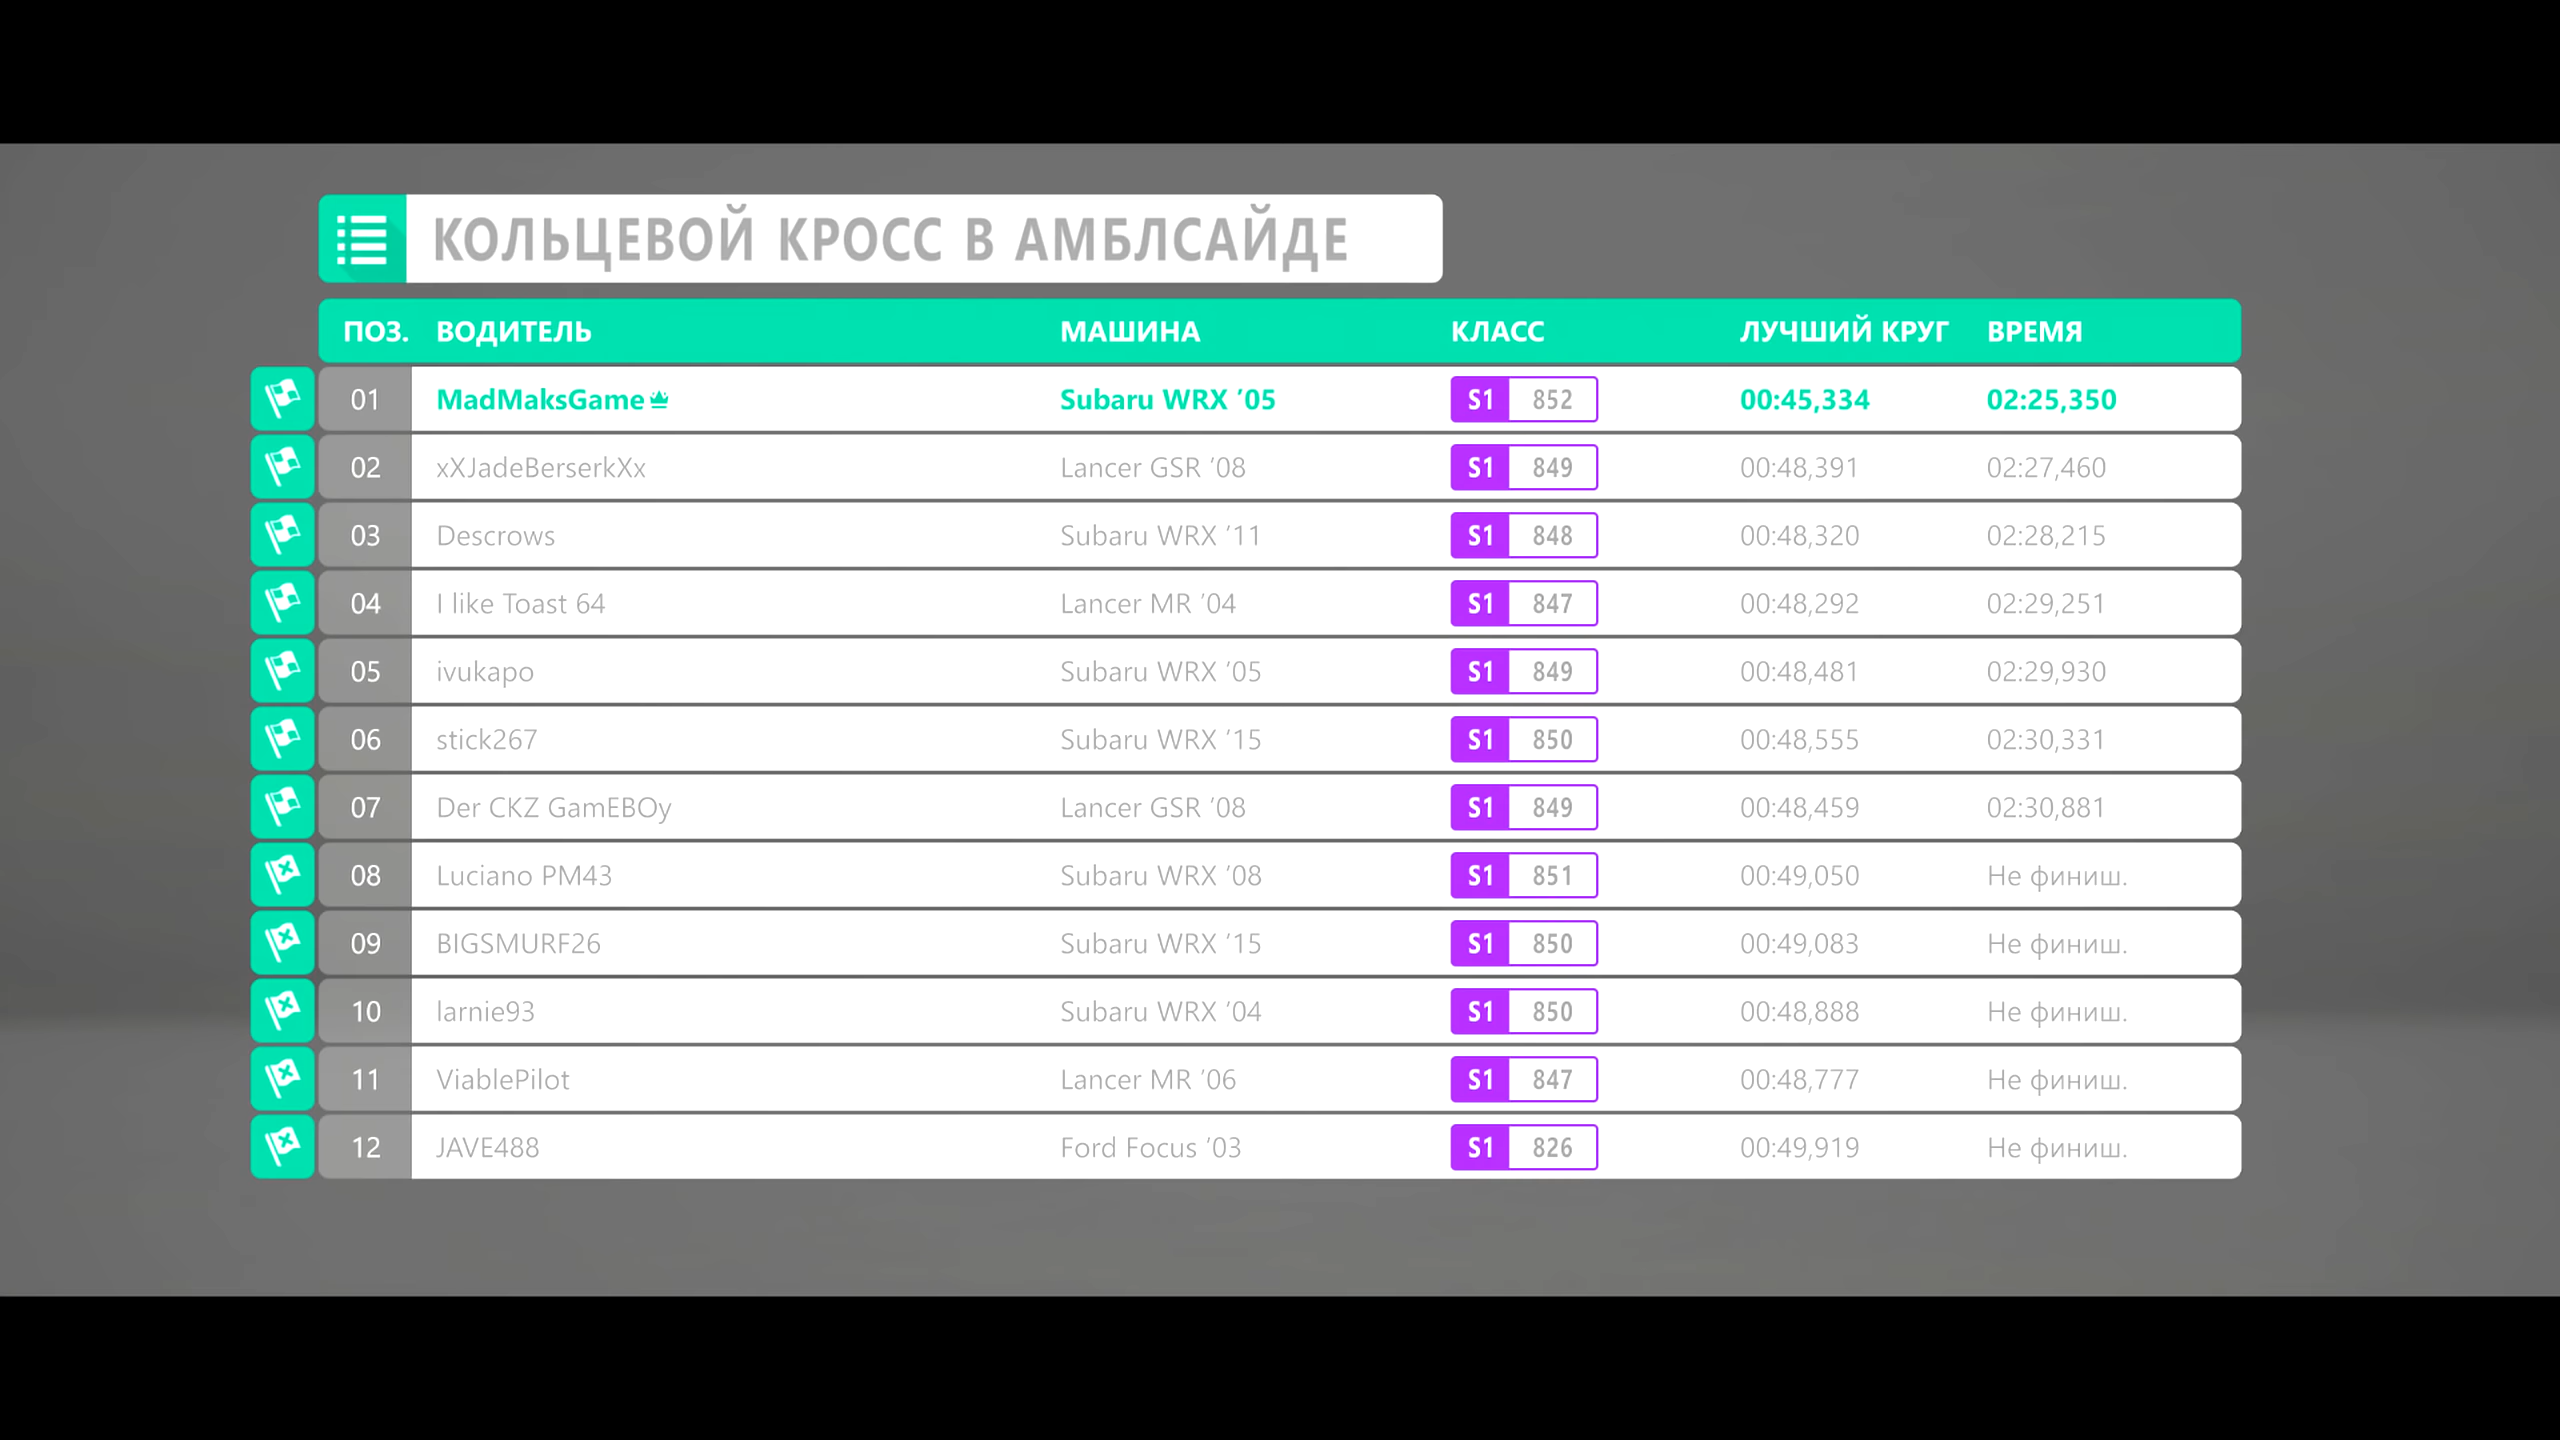 КОЛЬЦЕВОЙ КРОСС В АМБЛСАЙДЕ
ПОЗ. ВОДИТЕЛЬ МАШИНА КЛАСС ЛУЧШИЙ КРУГ ВРЕМЯ
01 MadMaksGame Subaru WRX ’05 S1 852 00:45,334 02:25,350
02 xXJadeBerserkXx Lancer GSR ’08 S1 849 00:48,391 02:27,460
03 Descrows Subaru WRX ’11 S1 848 00:48,320 02:28,215
04 I like Toast 64 Lancer MR ’04 S1 847 00:48,292 02:29,251
05 ivukapo Subaru WRX ’05 S1 849 00:48,481 02:29,930
06 stick267 Subaru WRX ’15 S1 850 00:48,555 02:30,331
07 Der CKZ GamEBOy Lancer GSR ’08 S1 849 00:48,459 02:30,881
08 Luciano PM43 Subaru WRX ’08 S1 851 00:49,050 Не финиш.
09 BIGSMURF26 Subaru WRX ’15 S1 850 00:49,083 Не финиш.
10 larnie93 Subaru WRX ’04 S1 850 00:48,888 Не финиш.
11 ViablePilot Lancer MR ’06 S1 847 00:48,777 Не финиш.
12 JAVE488 Ford Focus ’03 S1 826 00:49,919 Не финиш.